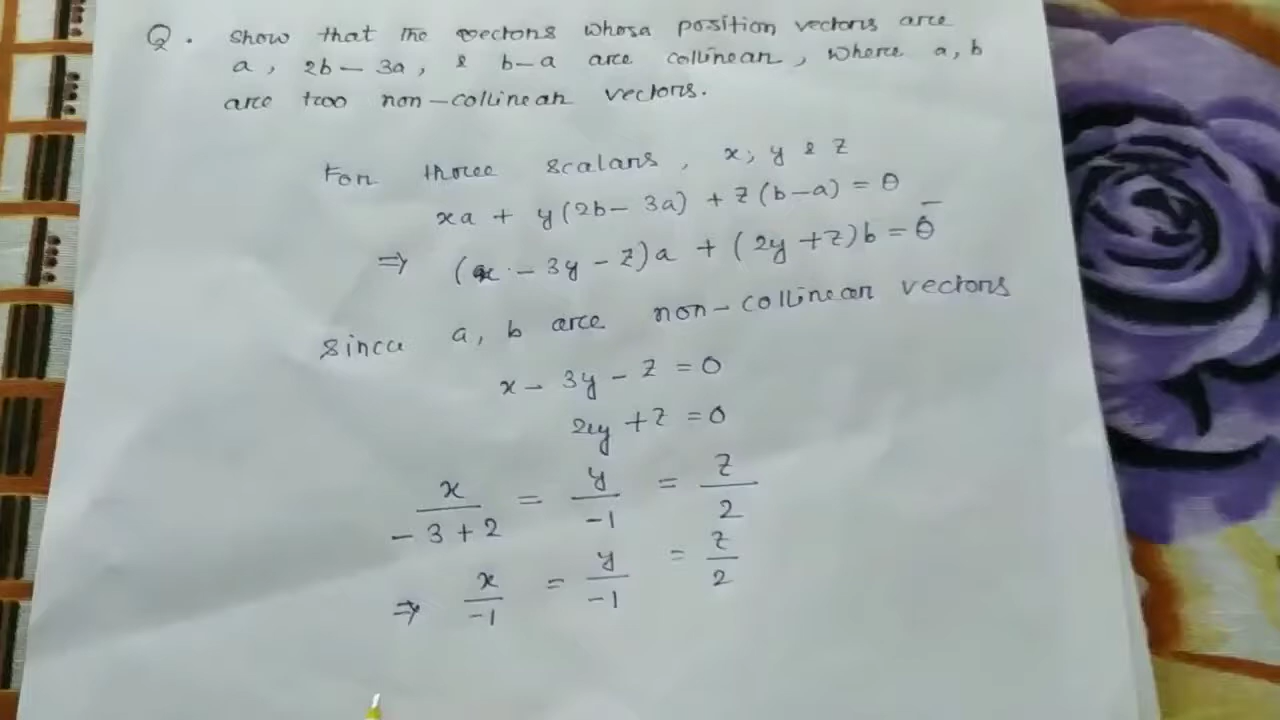 Q. Show that the vectors whose position vectors are
a, 2b - 3a, & b-a are collinear, where a, b
are two non-collinear vectors.
For three scalars, x, y & z
xa + y(2b - 3a) + z(b-a) = 0
⇒ (x - 3y - z)a + (2y + z)b = 0̄
Since a, b are non-collinear vectors
x - 3y - z = 0
2y + z = 0
x/(-3+2) = y/-1 = z/2
⇒ x/-1 = y/-1 = z/2